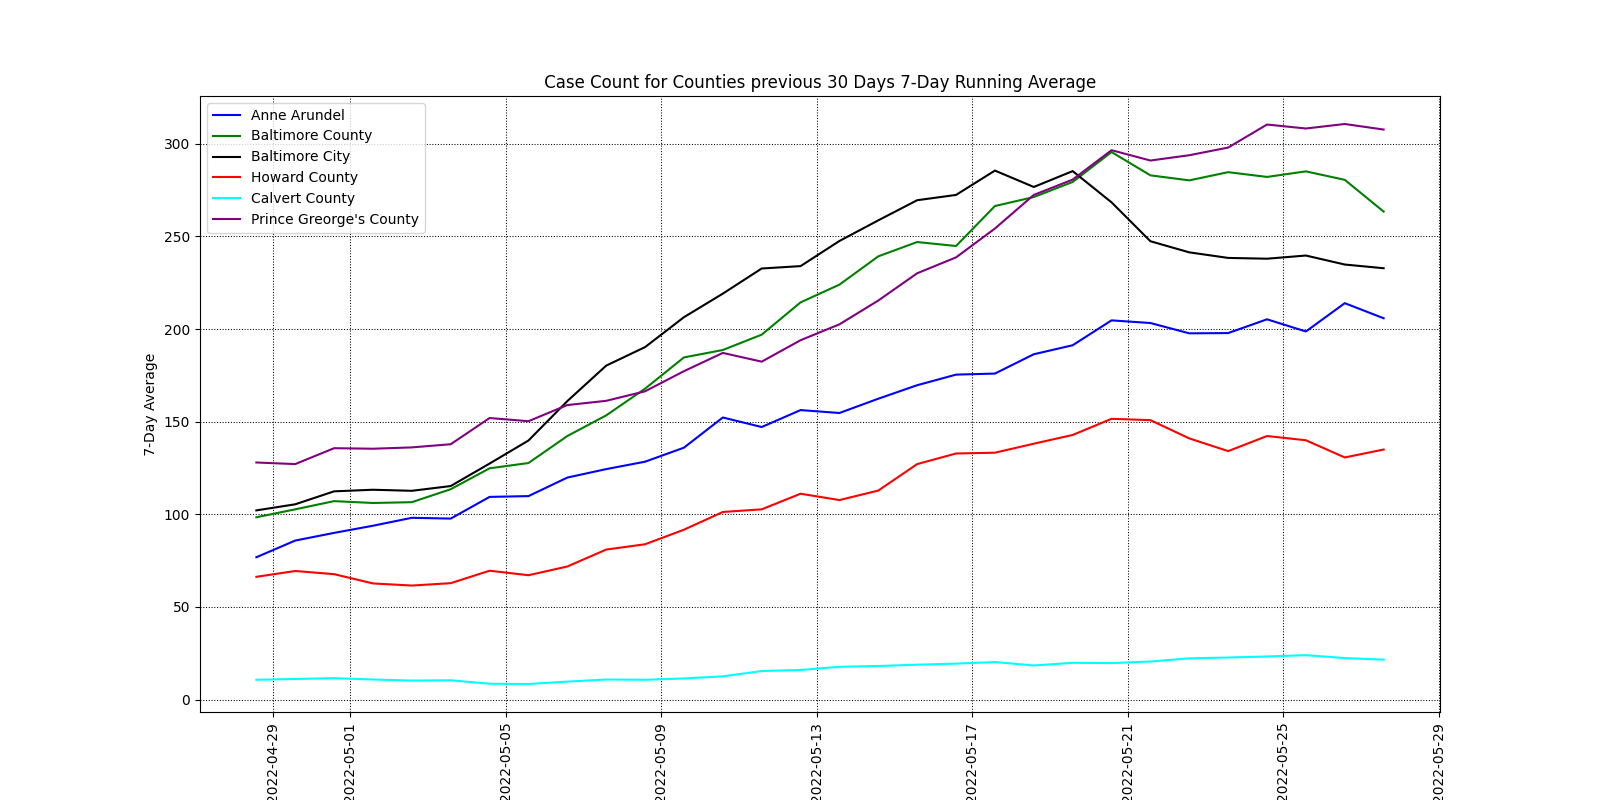 Case Count for Counties previous 30 Days 7-Day Running Average
Anne Arundel
Baltimore County
Baltimore City
Howard County
Calvert County
Prince Greorge's County
7-Day Average
300
250
200
150
100
50
0
2022-04-29
2022-05-01
2022-05-05
2022-05-09
2022-05-13
2022-05-17
2022-05-21
2022-05-25
2022-05-29